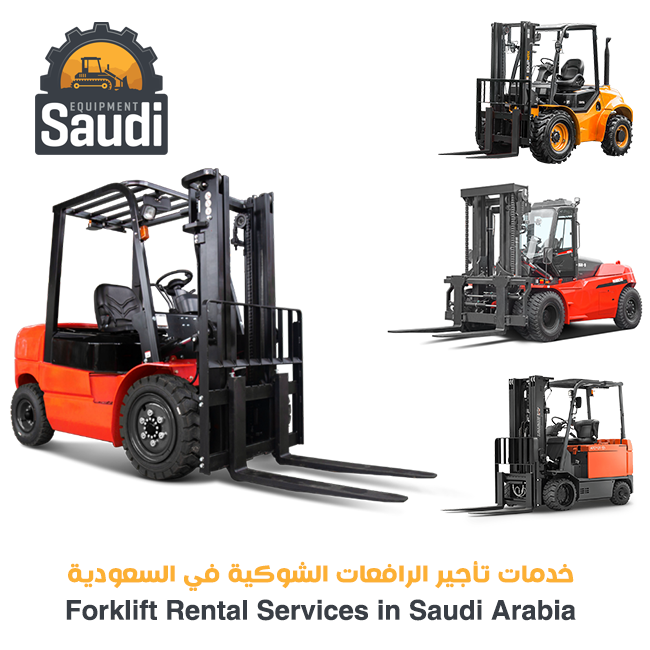 EQUIPMENT
Saudi
خدمات تأجير الرافعات الشوكية في السعودية
Forklift Rental Services in Saudi Arabia